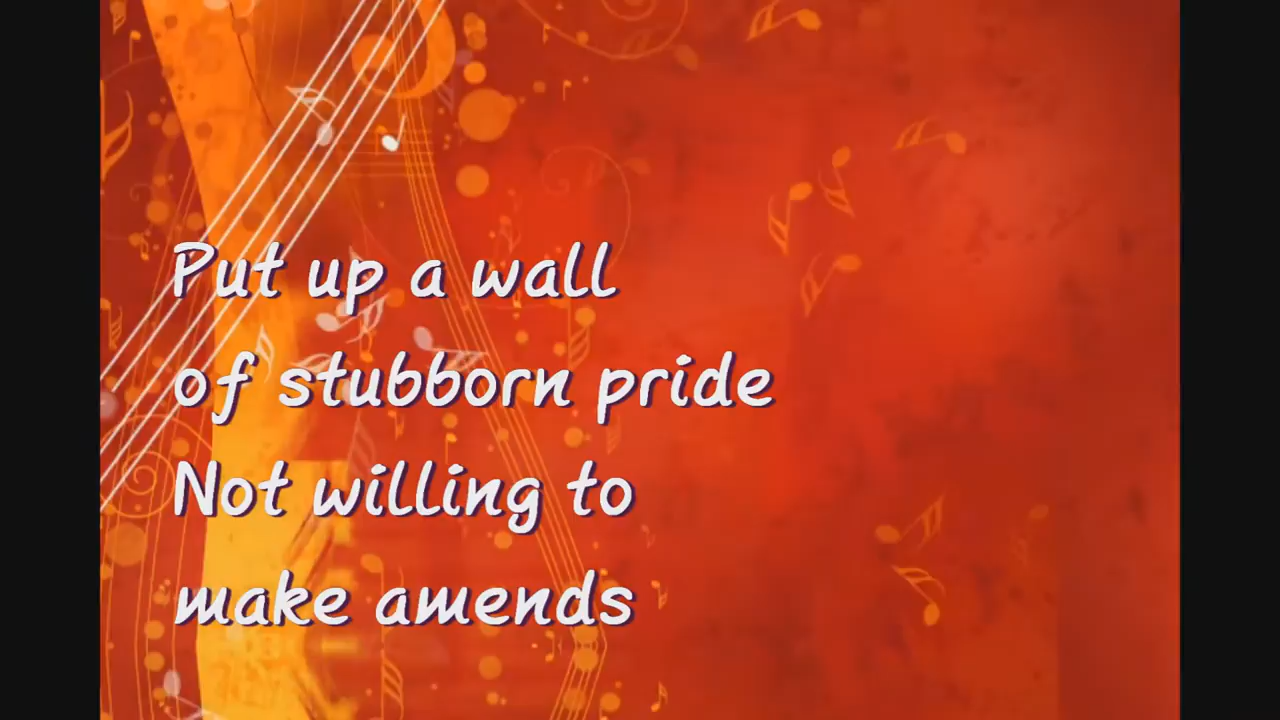 Put up a wall
of stubborn pride
Not willing to
make amends